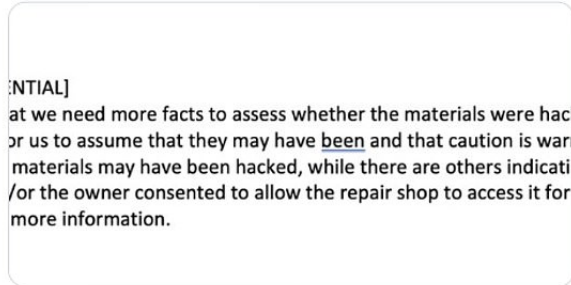 ENTIAL]
at we need more facts to assess whether the materials were hac
or us to assume that they may have been and that caution is war
materials may have been hacked, while there are others indicati
/or the owner consented to allow the repair shop to access it for
more information.